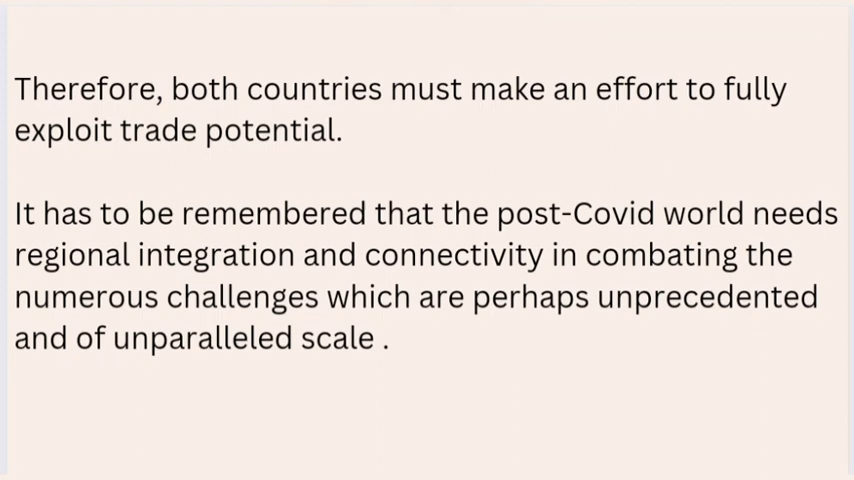 Therefore, both countries must make an effort to fully
exploit trade potential.
It has to be remembered that the post-Covid world needs
regional integration and connectivity in combating the
numerous challenges which are perhaps unprecedented
and of unparalleled scale .